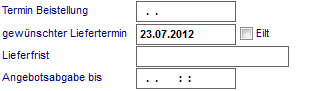 Termin Beistellung . .
gewünschter Liefertermin 23.07.2012 Eilt
Lieferfrist
Angebotsabgabe bis . . : :